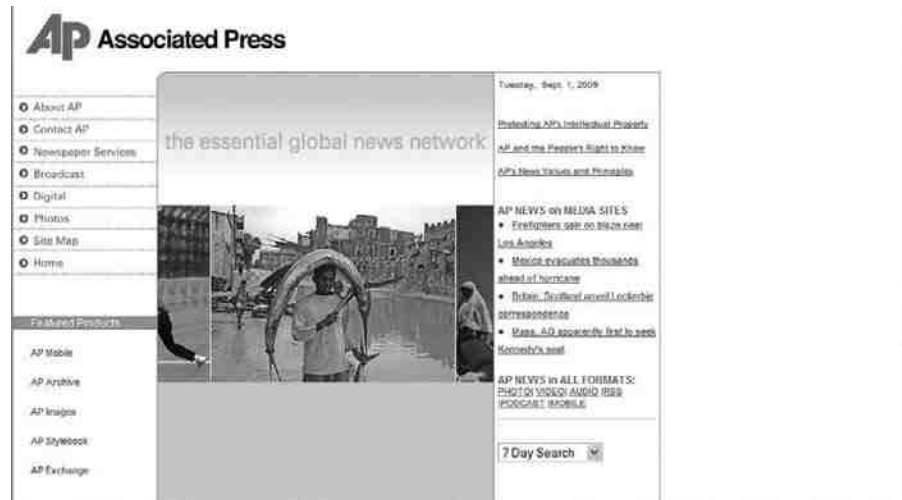 AP Associated Press
About AP
Contact AP
Newspaper Services
Broadcast
Digital
Photos
Site Map
Home
Featured Products
AP Mobile
AP Archive
AP Images
AP Stylebook
AP Exchange
the essential global news network
Tuesday, Sept. 1, 2009
Protecting AP's Intellectual Property
AP and the People's Right to Know
AP's News Values and Principles
AP NEWS on MEDIA SITES
Firefighters gain on blaze near
Los Angeles
Mexico evacuates thousands
ahead of hurricane
Britain, Scotland unveil Lockerbie
correspondence
Mass. AG apparently first to seek
Kennedy's seat
AP NEWS in ALL FORMATS:
PHOTO| VIDEO| AUDIO |RSS
|PODCAST |MOBILE
7 Day Search